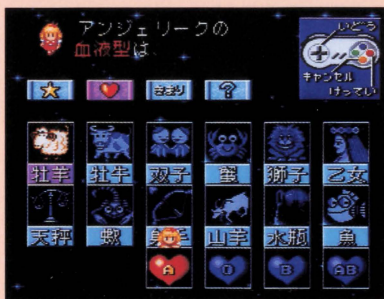 アンジェリークの
血液型は
いどう
キャンセル
けってい
きまり
?
牡羊 牡牛 双子 蟹 獅子 乙女
天秤 蠍 山羊 水瓶 魚
A O B AB